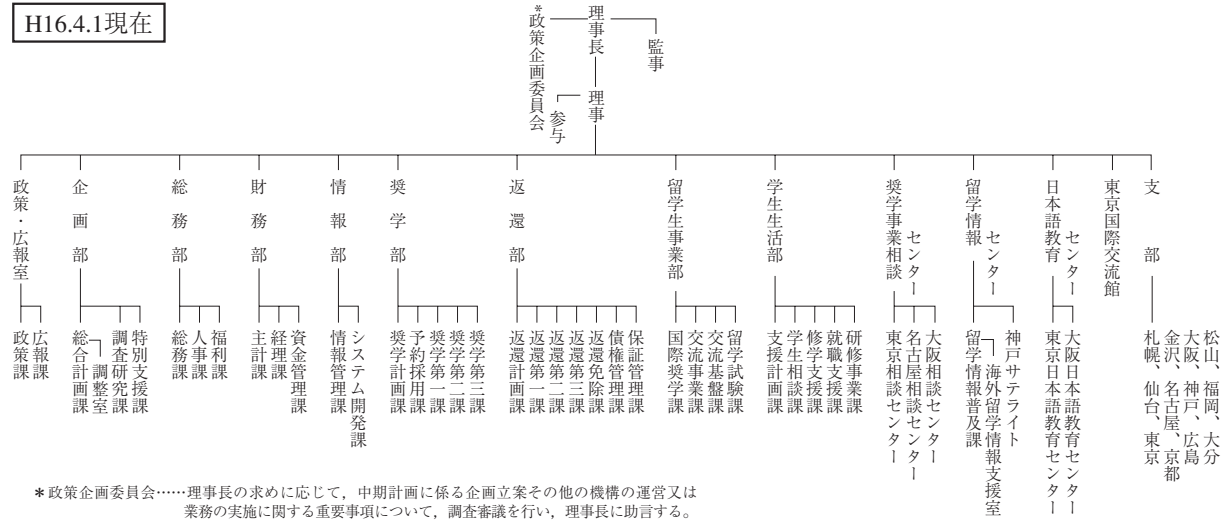 H16.4.1現在
理事長
*政策企画委員会
監事
理事
参与
政策・広報室
政策課
広報課
企画部
総合計画課
調整室
調査研究課
特別支援課
総務部
総務課
人事課
福利課
財務部
主計課
経理課
資金管理課
情報部
情報管理課
システム開発課
奨学部
奨学計画課
予約採用課
奨学第一課
奨学第二課
奨学第三課
返還部
返還計画課
返還第一課
返還第二課
返還第三課
返還免除課
債権管理課
保証管理課
留学生事業部
国際奨学課
交流事業課
交流基盤課
留学試験課
学生生活部
支援計画課
学生相談課
修学支援課
就職支援課
研修事業課
奨学事業相談センター
東京相談センター
名古屋相談センター
大阪相談センター
留学情報センター
留学情報普及課
海外留学情報支援室
神戸サテライト
日本語教育センター
東京日本語教育センター
大阪日本語教育センター
東京国際交流館
支部
札幌、仙台、東京
金沢、名古屋、京都
大阪、神戸、広島
松山、福岡、大分
*政策企画委員会……理事長の求めに応じて，中期計画に係る企画立案その他の機構の運営又は
業務の実施に関する重要事項について，調査審議を行い，理事長に助言する。